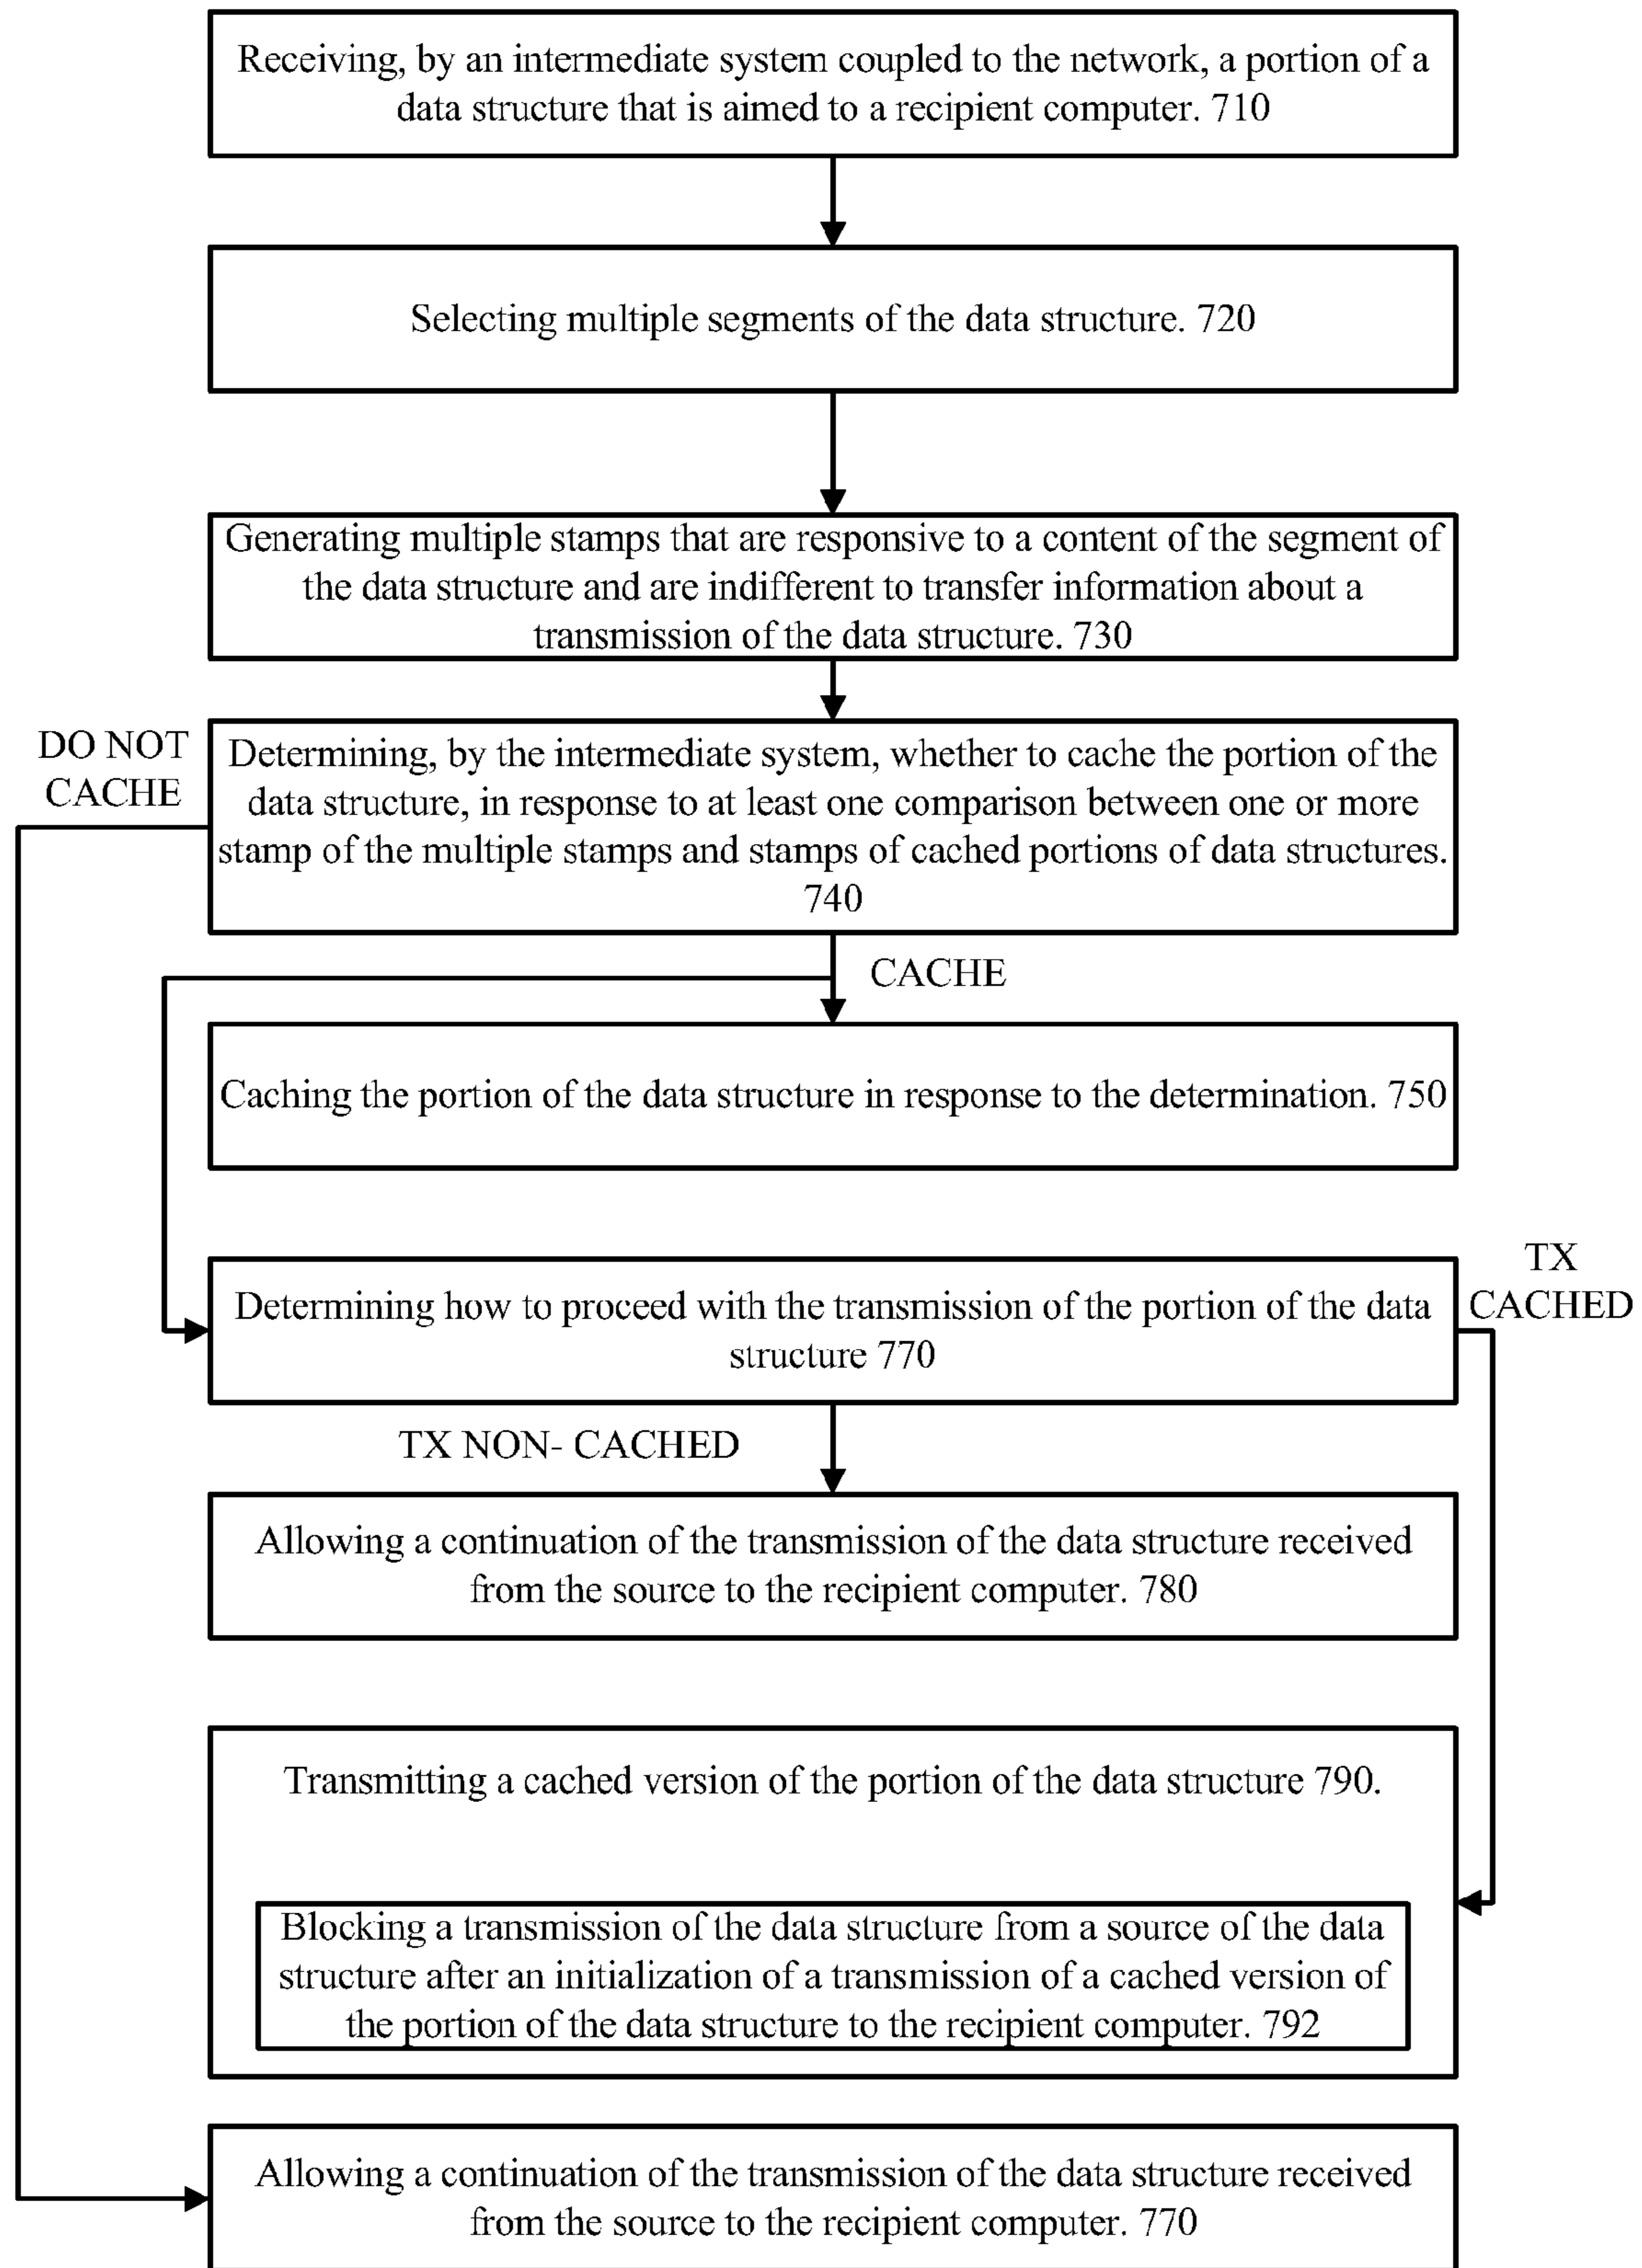 Receiving, by an intermediate system coupled to the network, a portion of a
data structure that is aimed to a recipient computer. 710
Selecting multiple segments of the data structure. 720
Generating multiple stamps that are responsive to a content of the segment of
the data structure and are indifferent to transfer information about a
transmission of the data structure. 730
DO NOT
CACHE
Determining, by the intermediate system, whether to cache the portion of the
data structure, in response to at least one comparison between one or more
stamp of the multiple stamps and stamps of cached portions of data structures.
740
CACHE
Caching the portion of the data structure in response to the determination. 750
TX
CACHED
Determining how to proceed with the transmission of the portion of the data
structure 770
TX NON- CACHED
Allowing a continuation of the transmission of the data structure received
from the source to the recipient computer. 780
Transmitting a cached version of the portion of the data structure 790.
Blocking a transmission of the data structure from a source of the data
structure after an initialization of a transmission of a cached version of
the portion of the data structure to the recipient computer. 792
Allowing a continuation of the transmission of the data structure received
from the source to the recipient computer. 770